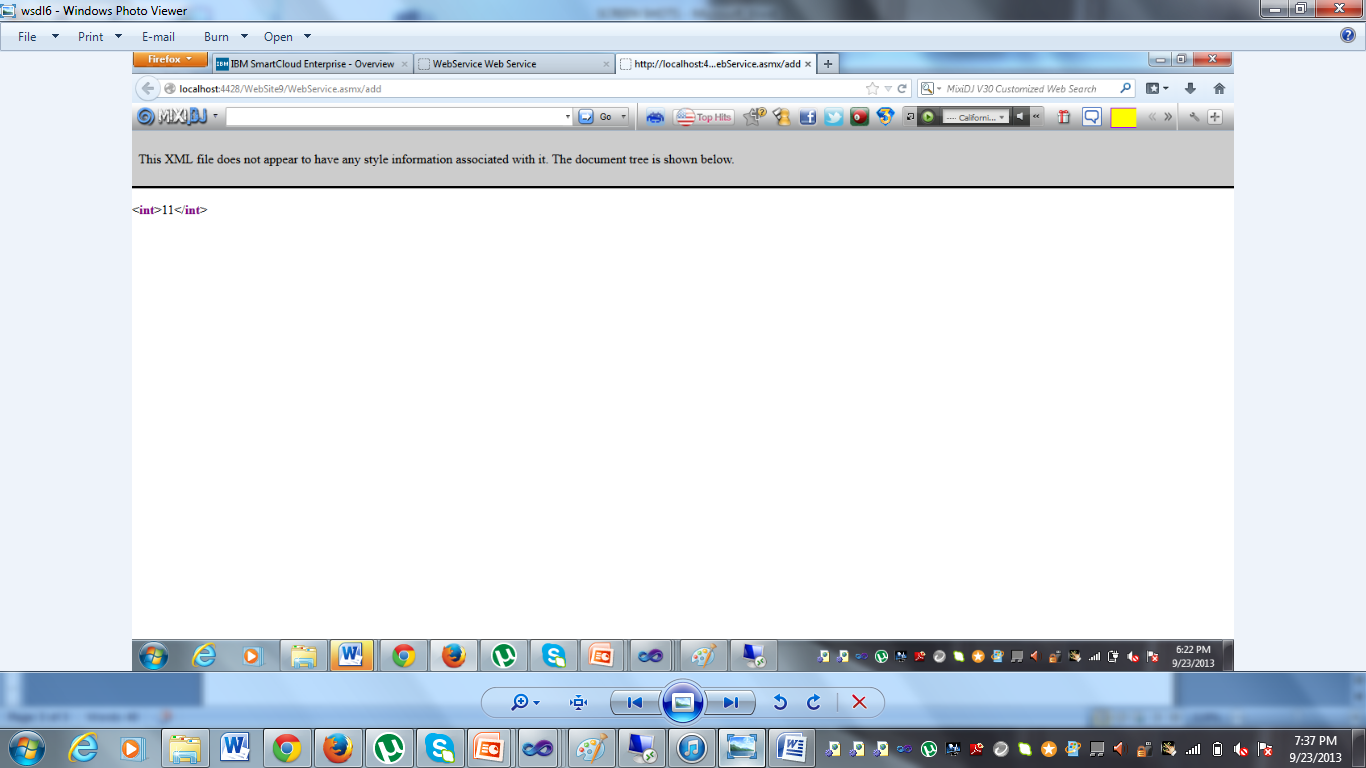 wsdl6 - Windows Photo Viewer
File Print E-mail Burn Open
Firefox IBM SmartCloud Enterprise - Overview WebService Web Service http://localhost:4...ebService.asmx/add
localhost:4428/WebSite9/WebService.asmx/add MixiDJ V30 Customized Web Search
MIXIDJ Go Top Hits ---- Californi...
This XML file does not appear to have any style information associated with it. The document tree is shown below.
<int>11</int>
6:22 PM
9/23/2013
7:37 PM
9/23/2013